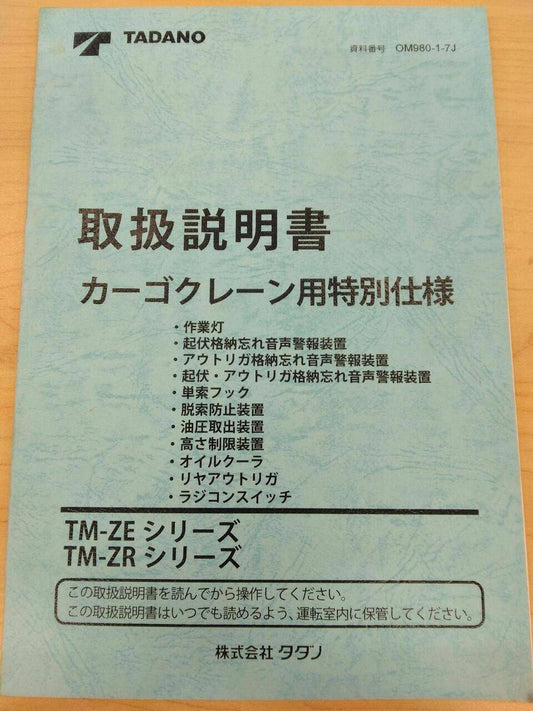 TADANO
資料番号 OM980-1-7J
取扱説明書
カーゴクレーン用特別仕様
・作業灯
・起伏格納忘れ音声警報装置
・アウトリガ格納忘れ音声警報装置
・起伏・アウトリガ格納忘れ音声警報装置
・単索フック
・脱索防止装置
・油圧取出装置
・高さ制限装置
・オイルクーラ
・リヤアウトリガ
・ラジコンスイッチ
TM-ZE シリーズ
TM-ZR シリーズ
この取扱説明書を読んでから操作してください。
この取扱説明書はいつでも読めるよう、運転室内に保管してください。
株式会社 タダノ